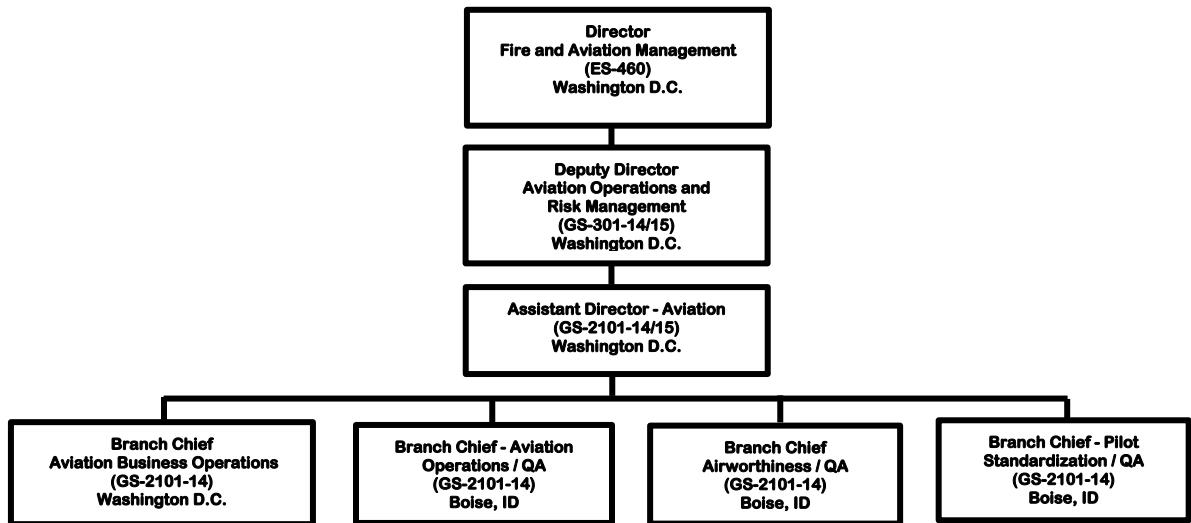 Director
Fire and Aviation Management
(ES-460)
Washington D.C.
Deputy Director
Aviation Operations and
Risk Management
(GS-301-14/15)
Washington D.C.
Assistant Director - Aviation
(GS-2101-14/15)
Washington D.C.
Branch Chief
Aviation Business Operations
(GS-2101-14)
Washington D.C.
Branch Chief - Aviation
Operations / QA
(GS-2101-14)
Boise, ID
Branch Chief
Airworthiness / QA
(GS-2101-14)
Boise, ID
Branch Chief - Pilot
Standardization / QA
(GS-2101-14)
Boise, ID